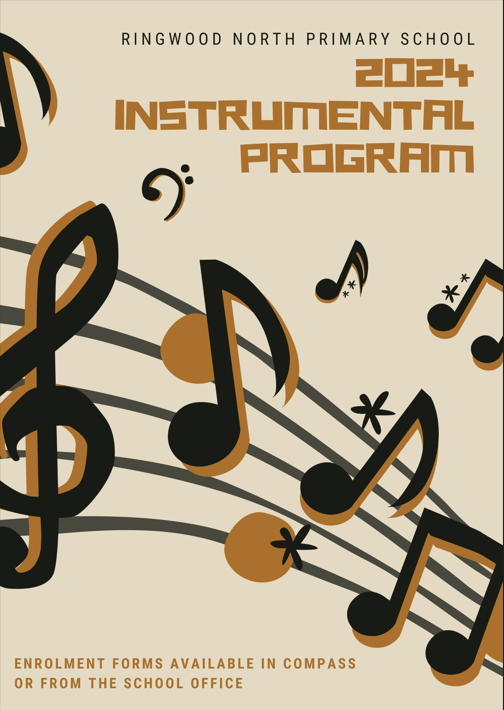 RINGWOOD NORTH PRIMARY SCHOOL
2024
INSTRUMENTAL
PROGRAM
ENROLMENT FORMS AVAILABLE IN COMPASS
OR FROM THE SCHOOL OFFICE